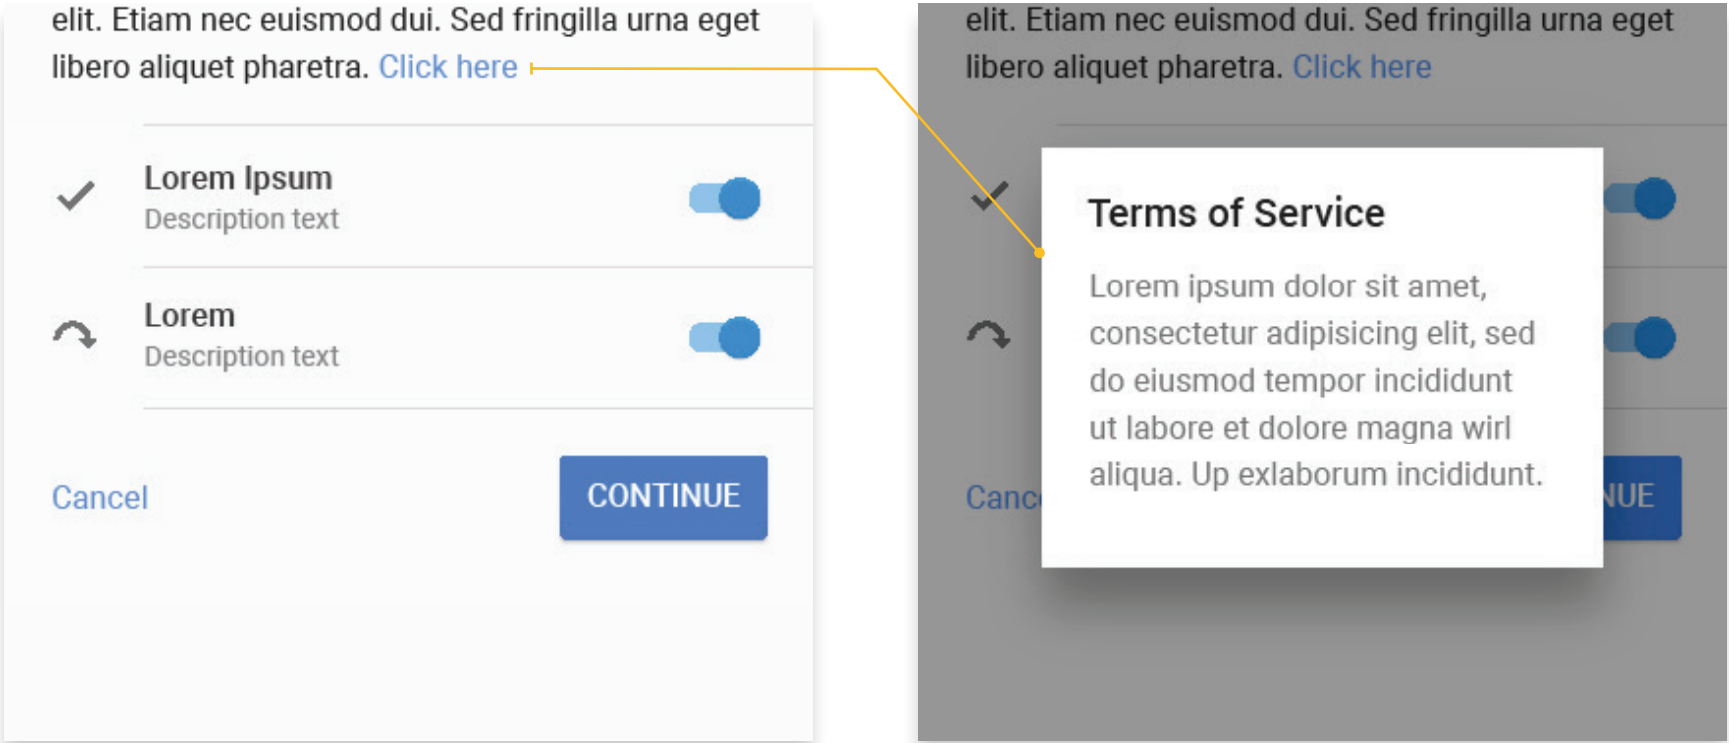 elit. Etiam nec euismod dui. Sed fringilla urna eget
libero aliquet pharetra. Click here
Lorem Ipsum
Description text
Lorem
Description text
Cancel
CONTINUE
elit. Etiam nec euismod dui. Sed fringilla urna eget
libero aliquet pharetra. Click here
Terms of Service
Lorem ipsum dolor sit amet,
consectetur adipisicing elit, sed
do eiusmod tempor incididunt
ut labore et dolore magna wirl
aliqua. Up exlaborum incididunt.
Canc
NUE